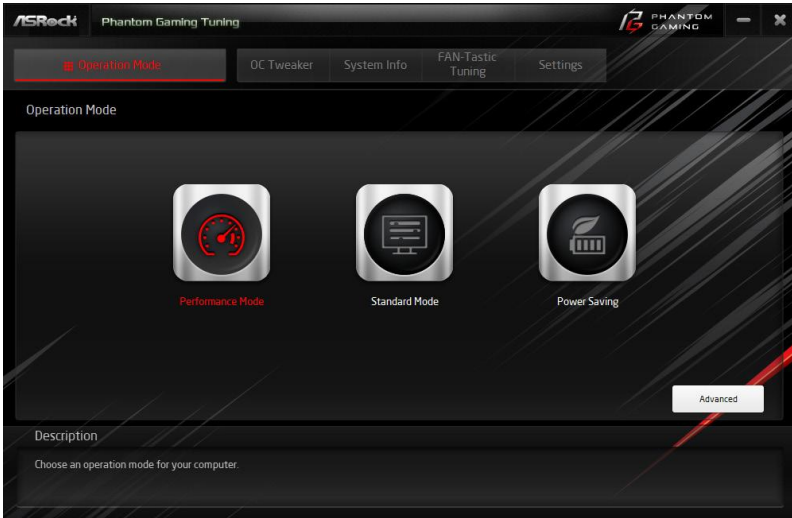 ASRock
Phantom Gaming Tuning
PHANTOM
GAMING
Operation Mode
OC Tweaker
System Info
FAN-Tastic
Tuning
Settings
Operation Mode
Performance Mode
Standard Mode
Power Saving
Advanced
Description
Choose an operation mode for your computer.